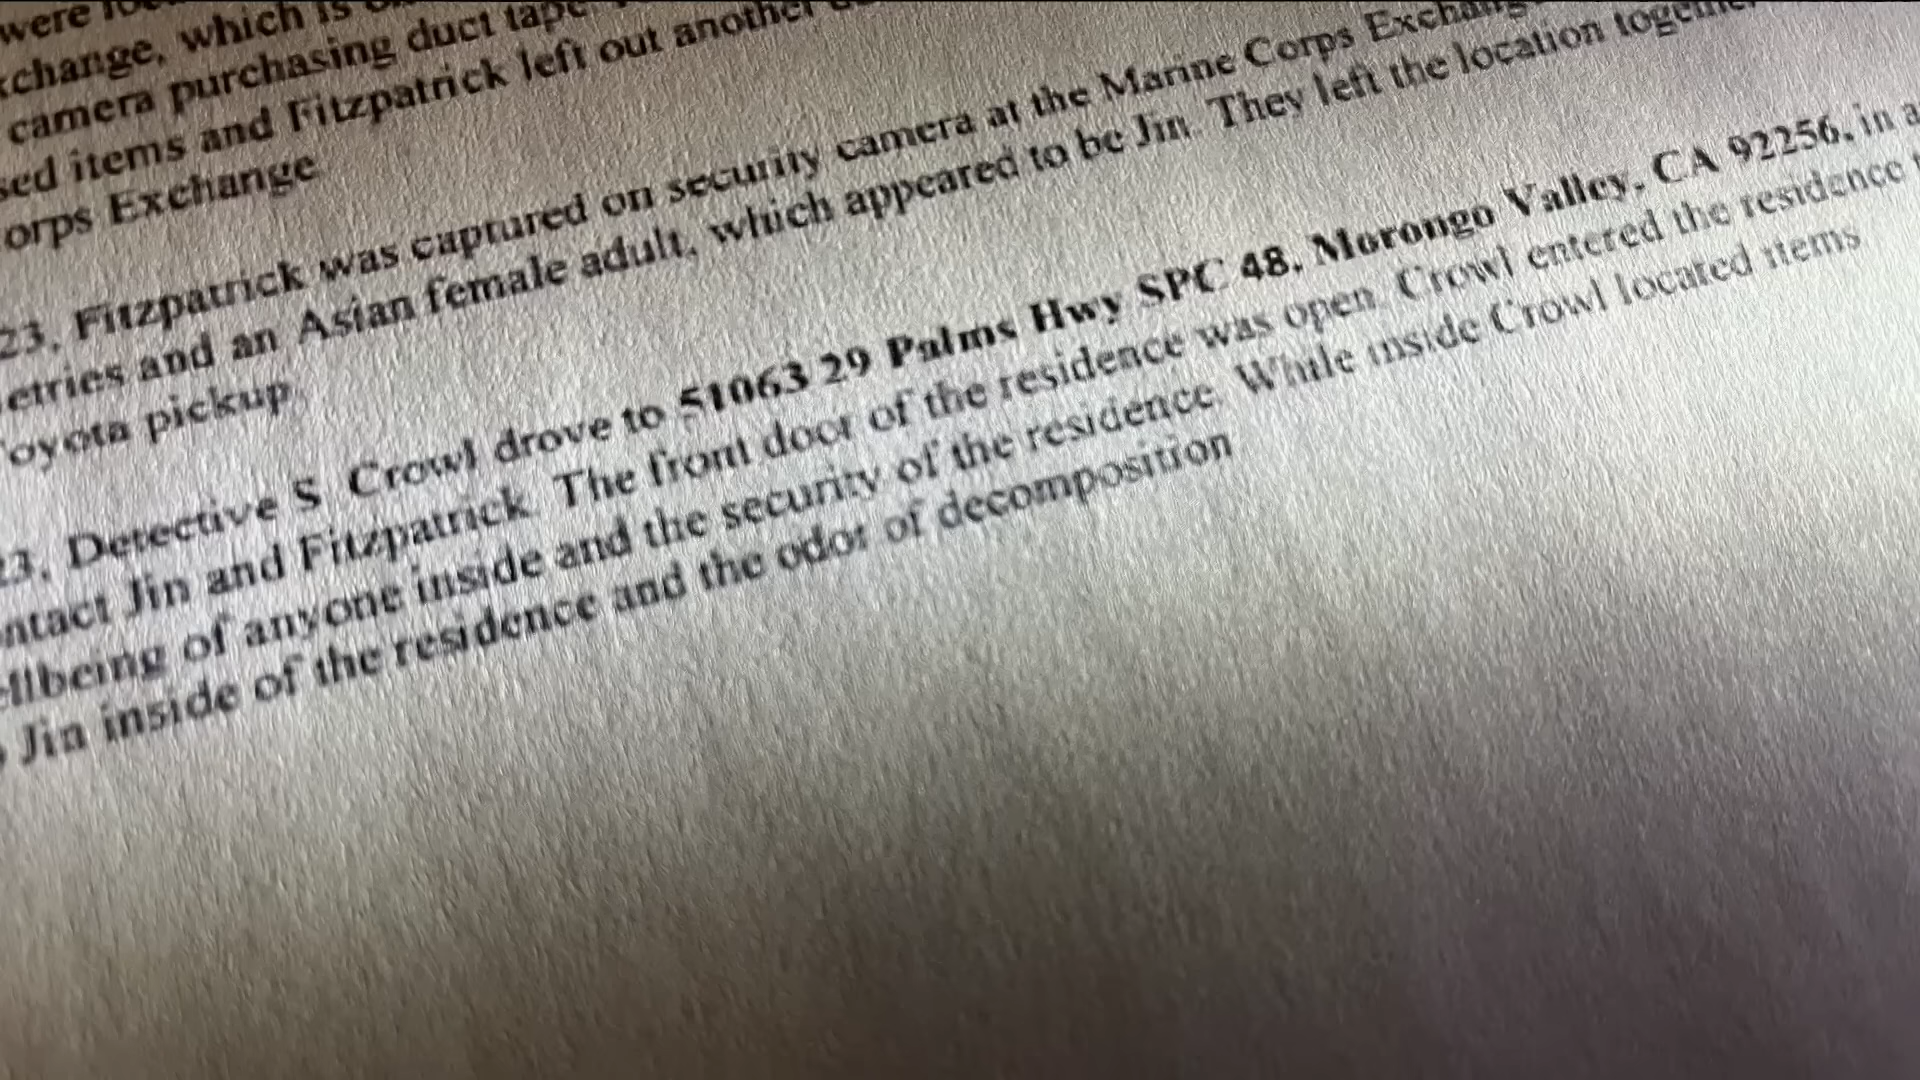 were
xchange, which is
camera purchasing duct tape.
sed items and Fitzpatrick left out another
orps Exchange
23, Fitzpatrick was captured on security camera at the Marine Corps Exchange
etries and an Asian female adult, which appeared to be Jin. They left the location together
oyota pickup.
23, Detective S. Crowl drove to 51063 29 Palms Hwy SPC 48, Morongo Valley, CA 92256, in a
ntact Jin and Fitzpatrick. The front door of the residence was open. Crowl entered the residence
ellbeing of anyone inside and the security of the residence. While inside Crowl located items
Jin inside of the residence and the odor of decomposition